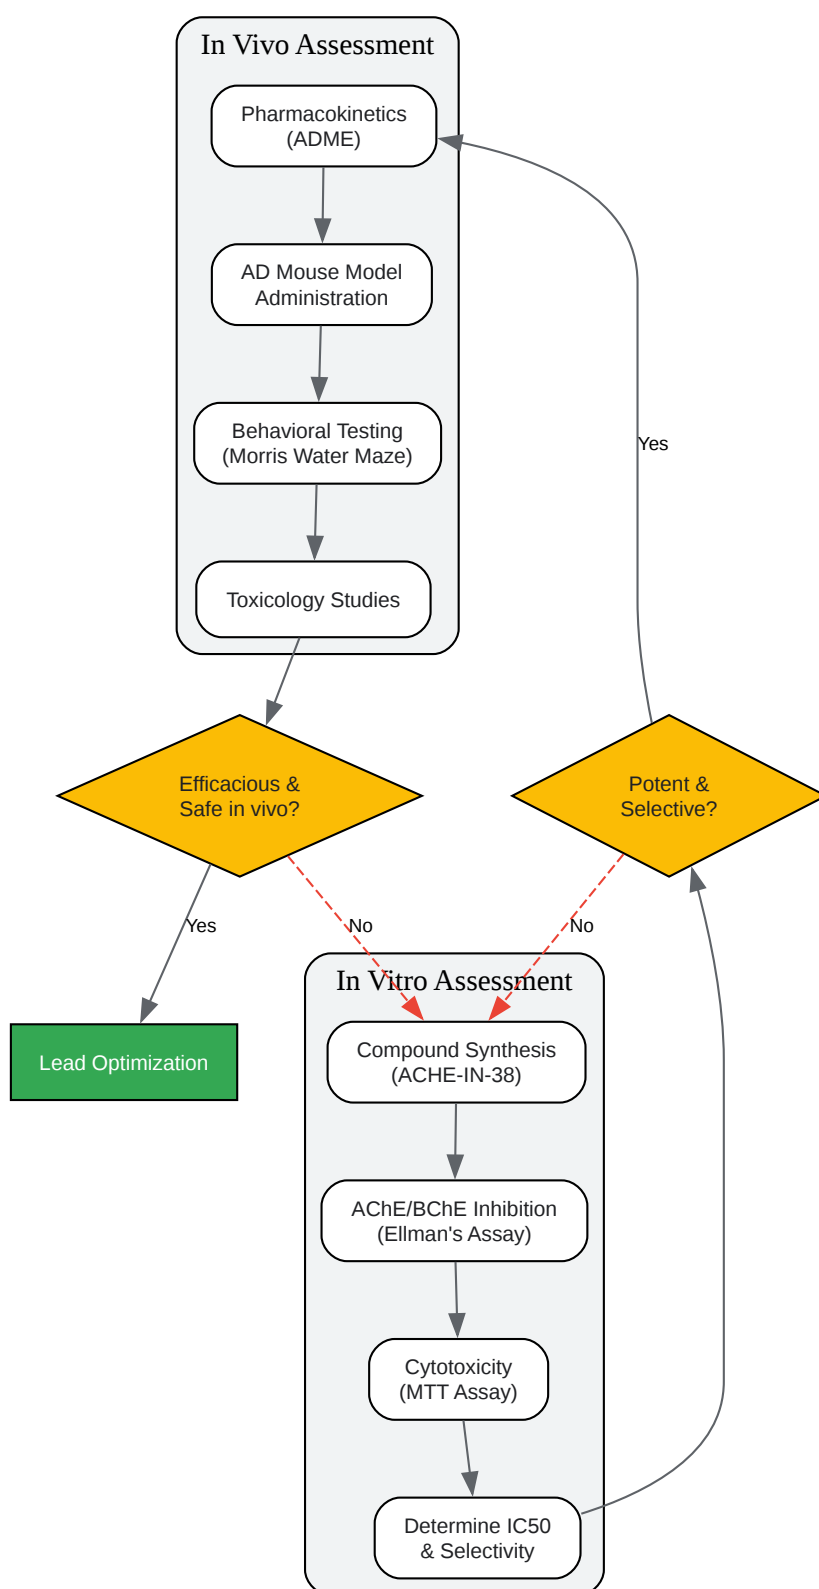 In Vivo Assessment
Pharmacokinetics
(ADME)
AD Mouse Model
Administration
Behavioral Testing
(Morris Water Maze)
Yes
Toxicology Studies
Efficacious &
Safe in vivo?
Potent &
Selective?
Yes
No
No
In Vitro Assessment
Lead Optimization
Compound Synthesis
(ACHE-IN-38)
AChE/BChE Inhibition
(Ellman's Assay)
Cytotoxicity
(MTT Assay)
Determine IC50
& Selectivity